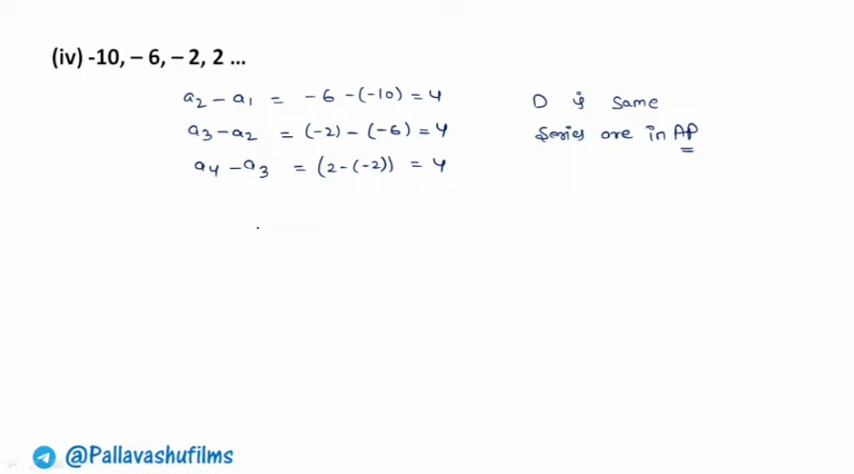 (iv) -10, – 6, – 2, 2 ...
a₂ – a₁ = – 6 – (–10) = 4
D is same
a₃ – a₂ = (–2) – (–6) = 4
Series are in AP
a₄ – a₃ = (2 – (–2)) = 4
@Pallavashufilms